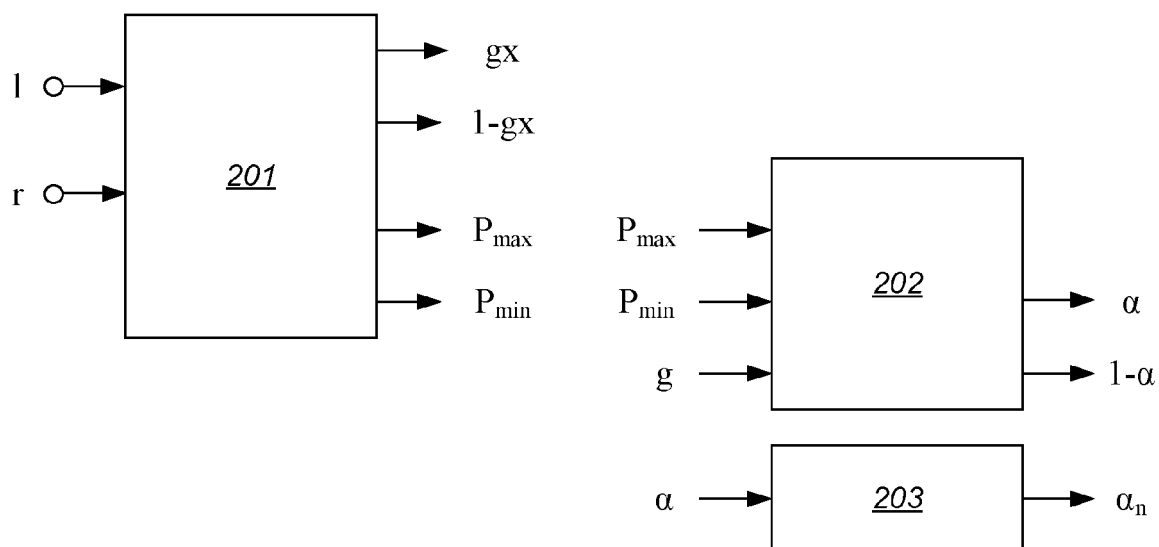 l
r
201
gx
1-gx
Pmax
Pmin
Pmax
Pmin
g
202
α
1-α
α
203
αn